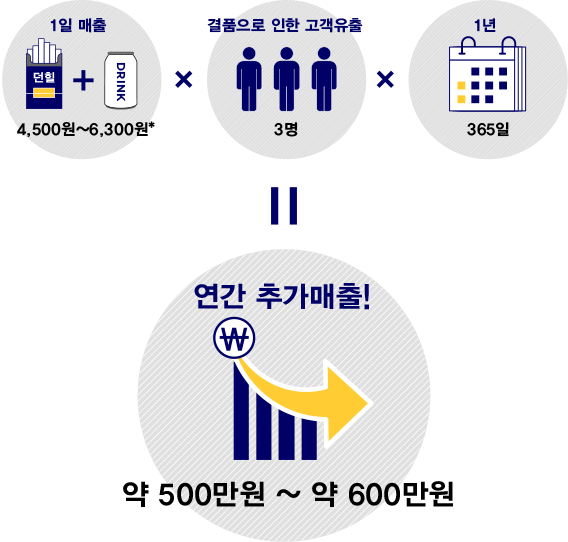 1일 매출
결품으로 인한 고객유출
1년
던힐
+
DRINK
×
×
4,500원~6,300원*
3명
365일
=
연간 추가매출!
₩
약 500만원 ~ 약 600만원